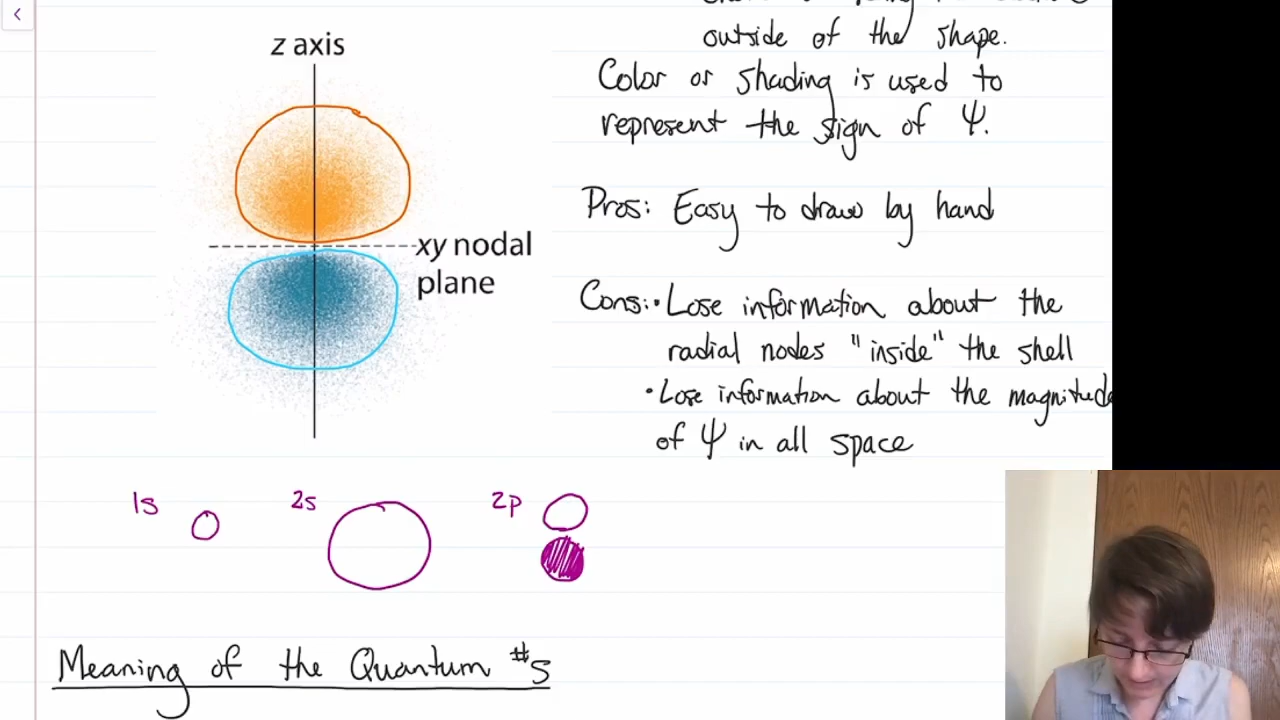 z axis
xy nodal
plane
outside of the shape.
Color or shading is used to
represent the sign of Ψ.
Pros: Easy to draw by hand
Cons: • Lose information about the
radial nodes "inside" the shell
• Lose information about the magnitude
of Ψ in all space
1s 2s 2p
Meaning of the Quantum #s